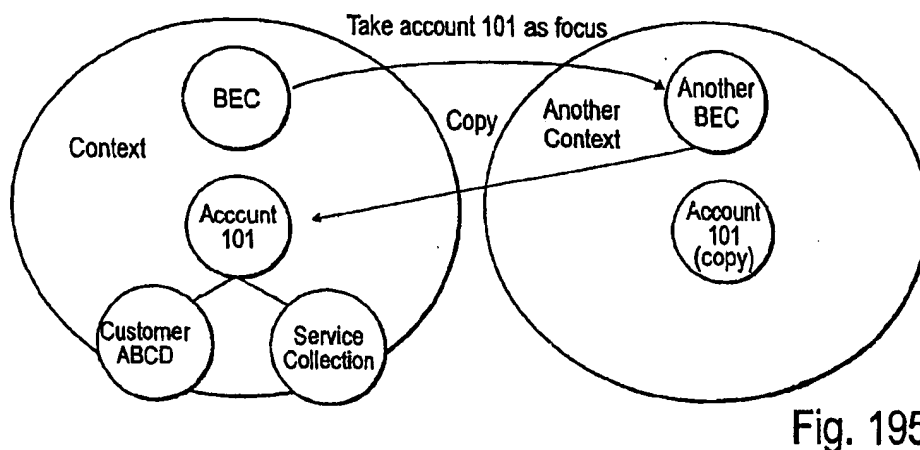 Take account 101 as focus
BEC
Another
BEC
Copy
Another
Context
Context
Acccunt
101
Account
101
(copy)
Customer
ABCD
Service
Collection
Fig. 195